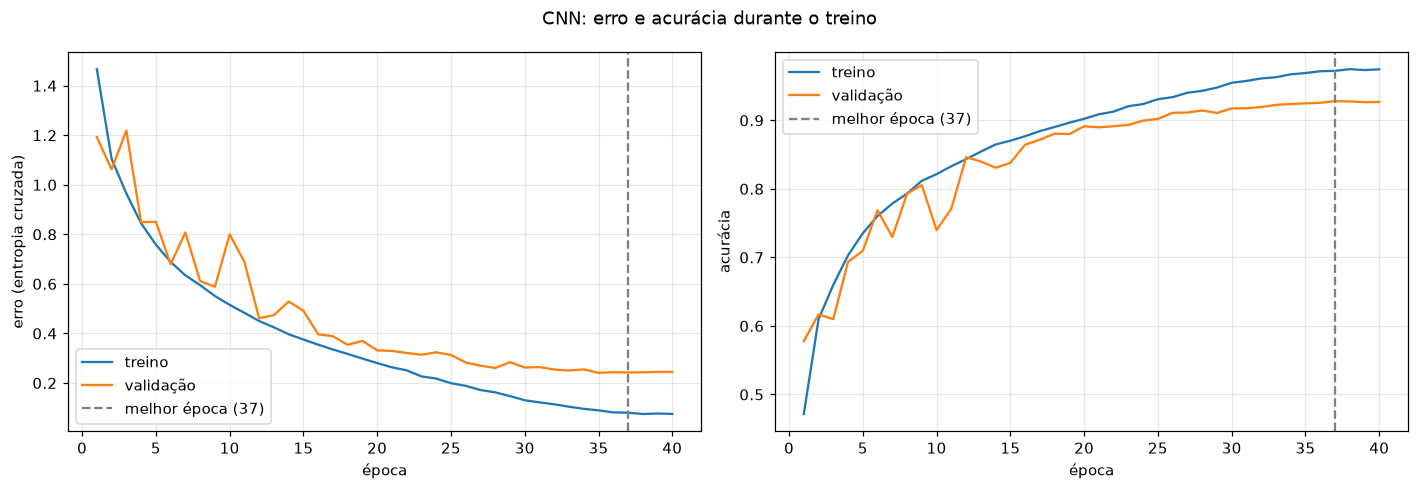 CNN: erro e acurácia durante o treino
erro (entropia cruzada)
1.4
1.2
1.0
0.8
0.6
0.4
0.2
treino
validação
melhor época (37)
0 5 10 15 20 25 30 35 40
época
acurácia
0.9
0.8
0.7
0.6
0.5
treino
validação
melhor época (37)
0 5 10 15 20 25 30 35 40
época